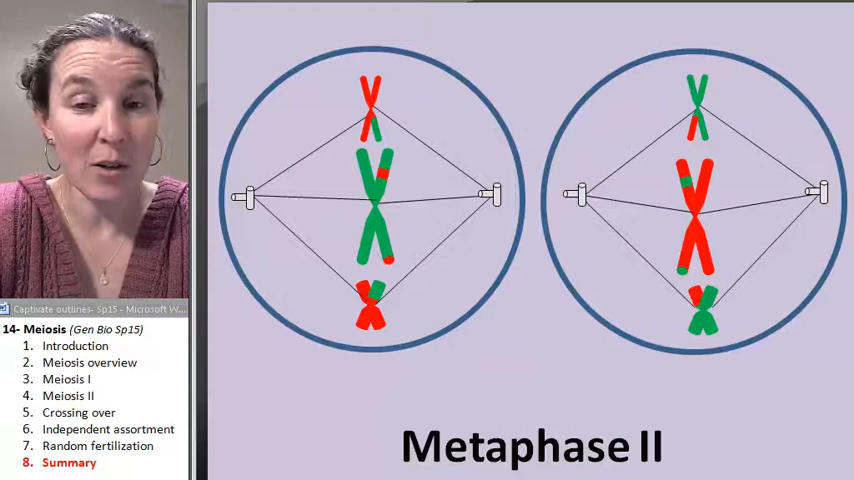 Captivate outlines- Sp15 - Microsoft W...
14- Meiosis (Gen Bio Sp15)
1. Introduction
2. Meiosis overview
3. Meiosis I
4. Meiosis II
5. Crossing over
6. Independent assortment
7. Random fertilization
8. Summary
Metaphase II